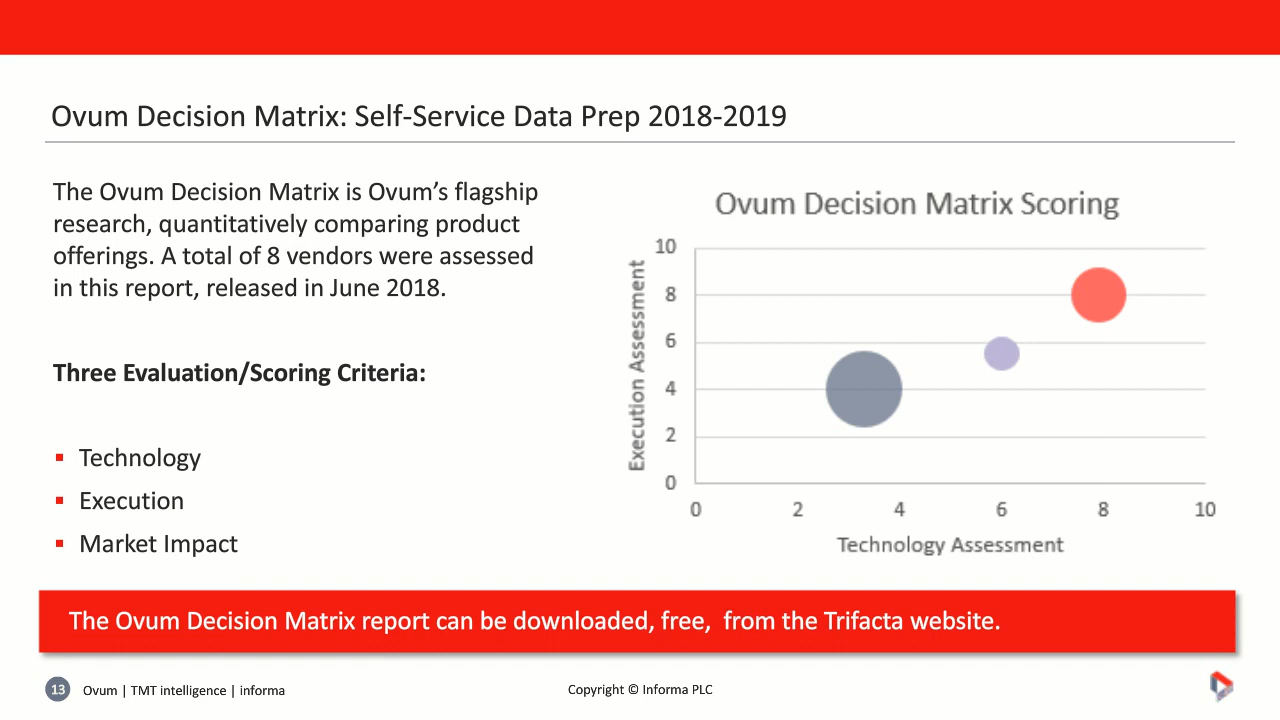 Ovum Decision Matrix: Self-Service Data Prep 2018-2019
The Ovum Decision Matrix is Ovum’s flagship
research, quantitatively comparing product
offerings. A total of 8 vendors were assessed
in this report, released in June 2018.
Three Evaluation/Scoring Criteria:
Technology
Execution
Market Impact
Ovum Decision Matrix Scoring
Execution Assessment
10
8
6
4
2
0
0 2 4 6 8 10
Technology Assessment
The Ovum Decision Matrix report can be downloaded, free,  from the Trifacta website.
13 Ovum | TMT intelligence | informa
Copyright © Informa PLC